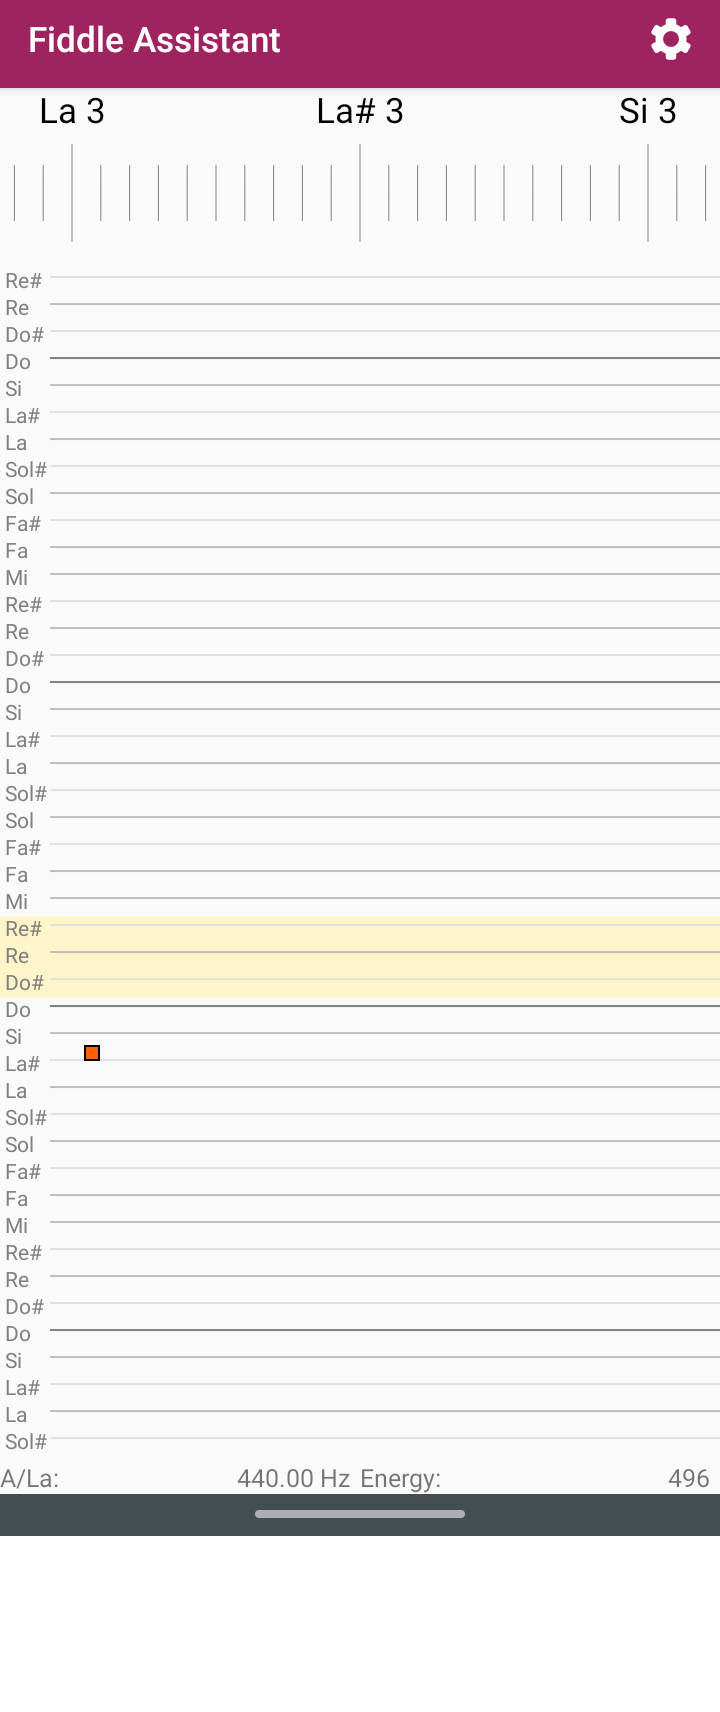 Fiddle Assistant
La 3 La# 3 Si 3
Re#
Re
Do#
Do
Si
La#
La
Sol#
Sol
Fa#
Fa
Mi
Re#
Re
Do#
Do
Si
La#
La
Sol#
Sol
Fa#
Fa
Mi
Re#
Re
Do#
Do
Si
La#
La
Sol#
Sol
Fa#
Fa
Mi
Re#
Re
Do#
Do
Si
La#
La
Sol#
A/La: 440.00 Hz Energy: 496